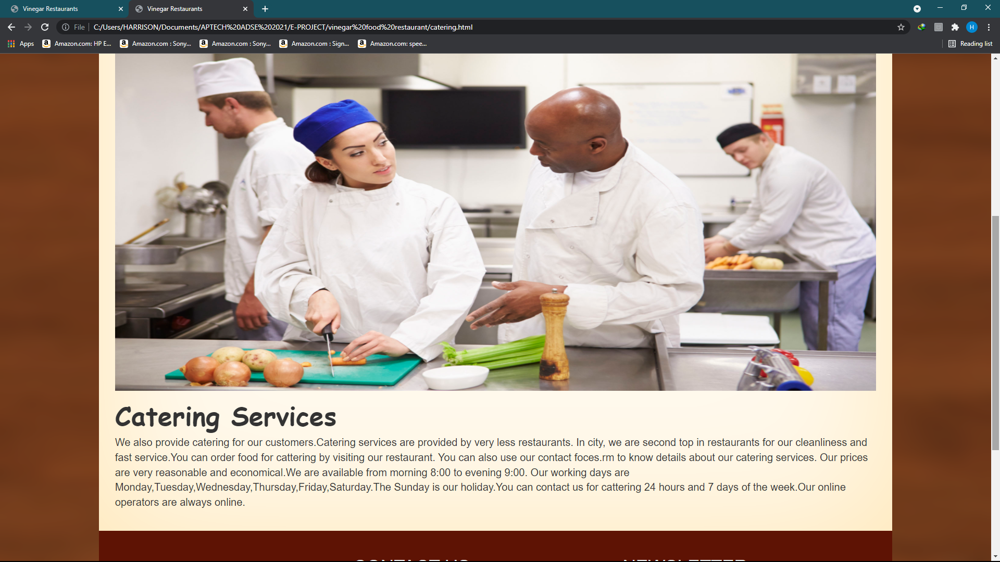 Vinegar Restaurants
Vinegar Restaurants
File C:/Users/HARRISON/Documents/APTECH%20ADSE%202021/E-PROJECT/vinegar%20food%20restaurant/catering.html
H
Apps Amazon.com: HP E... Amazon.com : Sony... Amazon.com : Sony... Amazon.com : Sign... Amazon.com: spee... Reading list
Catering Services
We also provide catering for our customers.Catering services are provided by very less restaurants. In city, we are second top in restaurants for our cleanliness and
fast service.You can order food for cattering by visiting our restaurant. You can also use our contact foces.rm to know details about our catering services. Our prices
are very reasonable and economical.We are available from morning 8:00 to evening 9:00. Our working days are
Monday,Tuesday,Wednesday,Thursday,Friday,Saturday.The Sunday is our holiday.You can contact us for cattering 24 hours and 7 days of the week.Our online
operators are always online.
CONTACT US NEWSLETTER